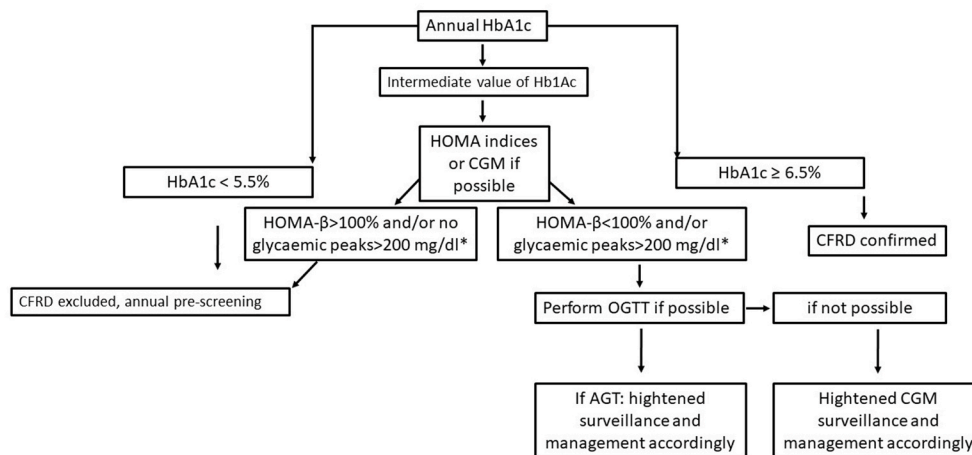 Annual HbA1c
Intermediate value of Hb1Ac
HOMA indices
or CGM if
possible
HbA1c < 5.5%
HbA1c ≥ 6.5%
HOMA-β>100% and/or no
glycaemic peaks>200 mg/dl*
HOMA-β<100% and/or
glycaemic peaks>200 mg/dl*
CFRD confirmed
CFRD excluded, annual pre-screening
Perform OGTT if possible
if not possible
If AGT: hightened
surveillance and
management accordingly
Hightened CGM
surveillance and
management accordingly